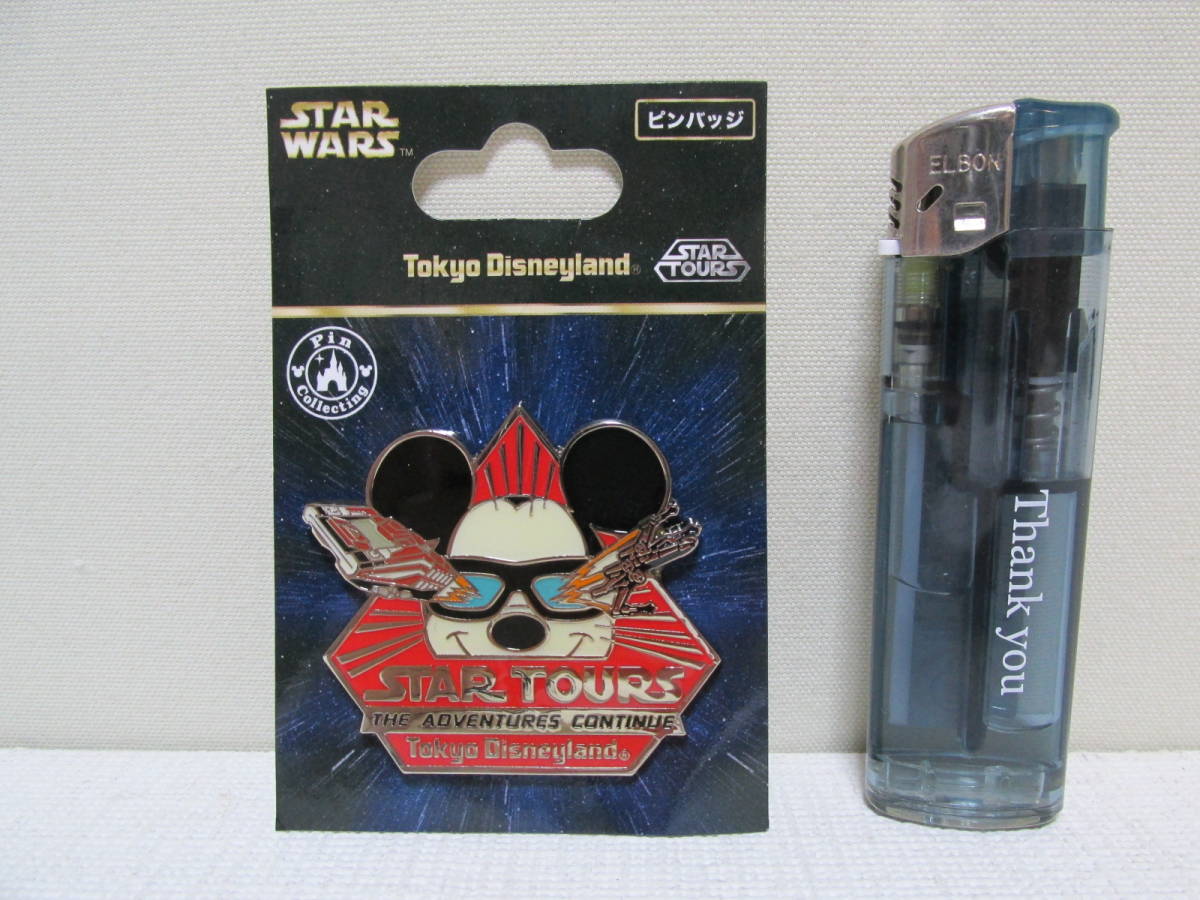 STAR
WARS™
ピンバッジ
Tokyo Disneyland®
STAR
TOURS
Pin
Collecting
STAR TOURS
THE ADVENTURES CONTINUE
Tokyo Disneyland®
ELBON
Thank you